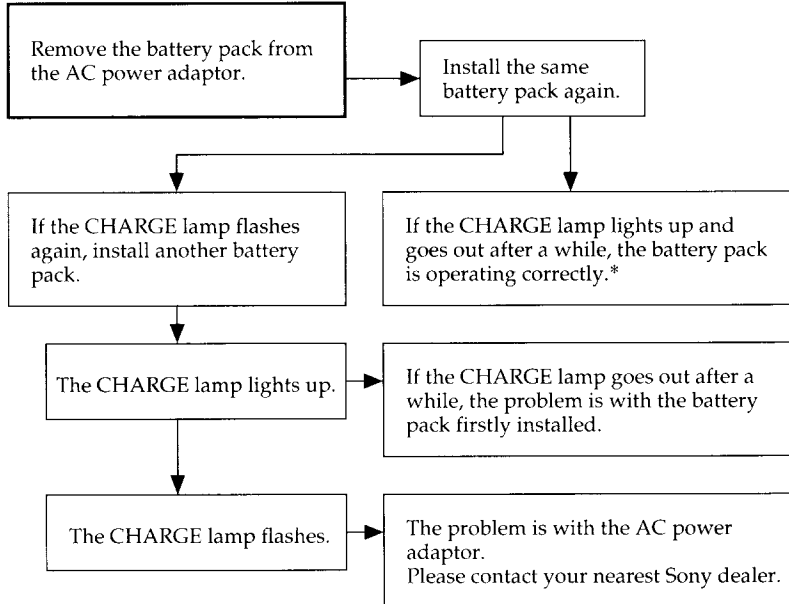 Remove the battery pack from
the AC power adaptor.
Install the same
battery pack again.
If the CHARGE lamp flashes
again, install another battery
pack.
If the CHARGE lamp lights up and
goes out after a while, the battery pack
is operating correctly.*
The CHARGE lamp lights up.
If the CHARGE lamp goes out after a
while, the problem is with the battery
pack firstly installed.
The CHARGE lamp flashes.
The problem is with the AC power
adaptor.
Please contact your nearest Sony dealer.